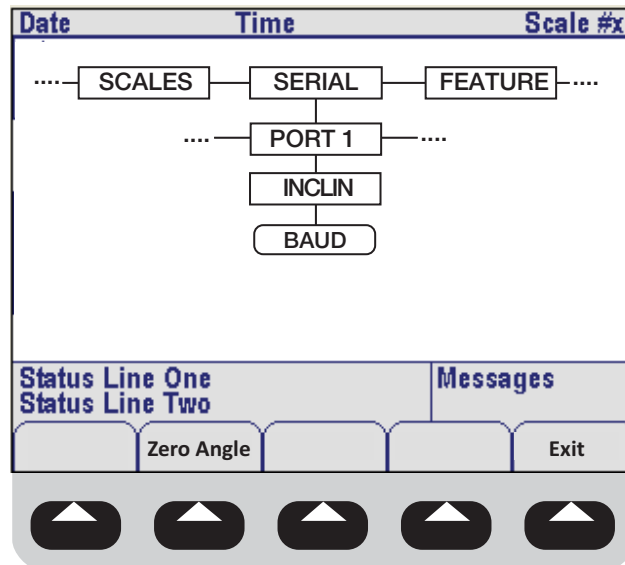 Date Time Scale #x
.... SCALES SERIAL FEATURE ....
.... PORT 1 ....
INCLIN
BAUD
Status Line One Messages
Status Line Two
Zero Angle Exit